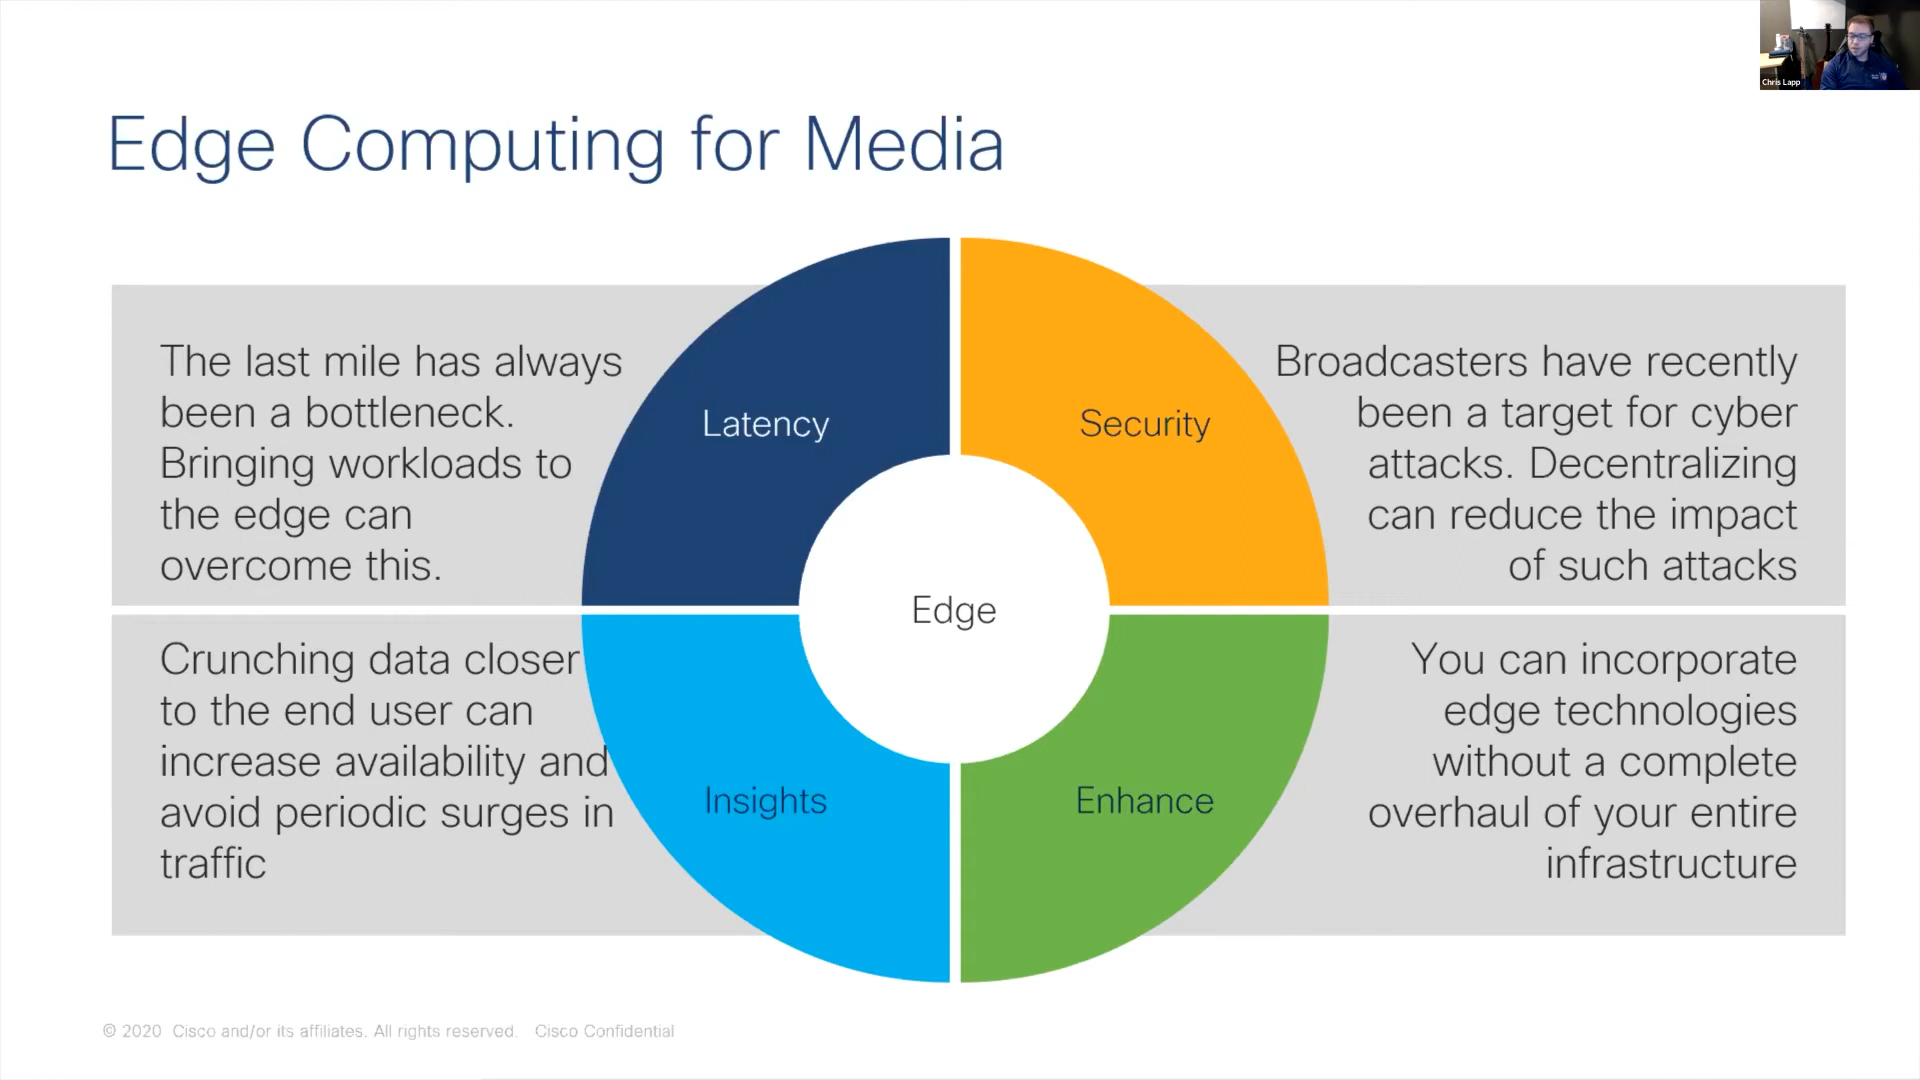 Chris Lapp
Edge Computing for Media
The last mile has always
been a bottleneck.
Bringing workloads to
the edge can
overcome this.
Latency
Security
Broadcasters have recently
been a target for cyber
attacks. Decentralizing
can reduce the impact
of such attacks
Edge
Crunching data closer
to the end user can
increase availability and
avoid periodic surges in
traffic
Insights
Enhance
You can incorporate
edge technologies
without a complete
overhaul of your entire
infrastructure
© 2020 Cisco and/or its affiliates. All rights reserved. Cisco Confidential